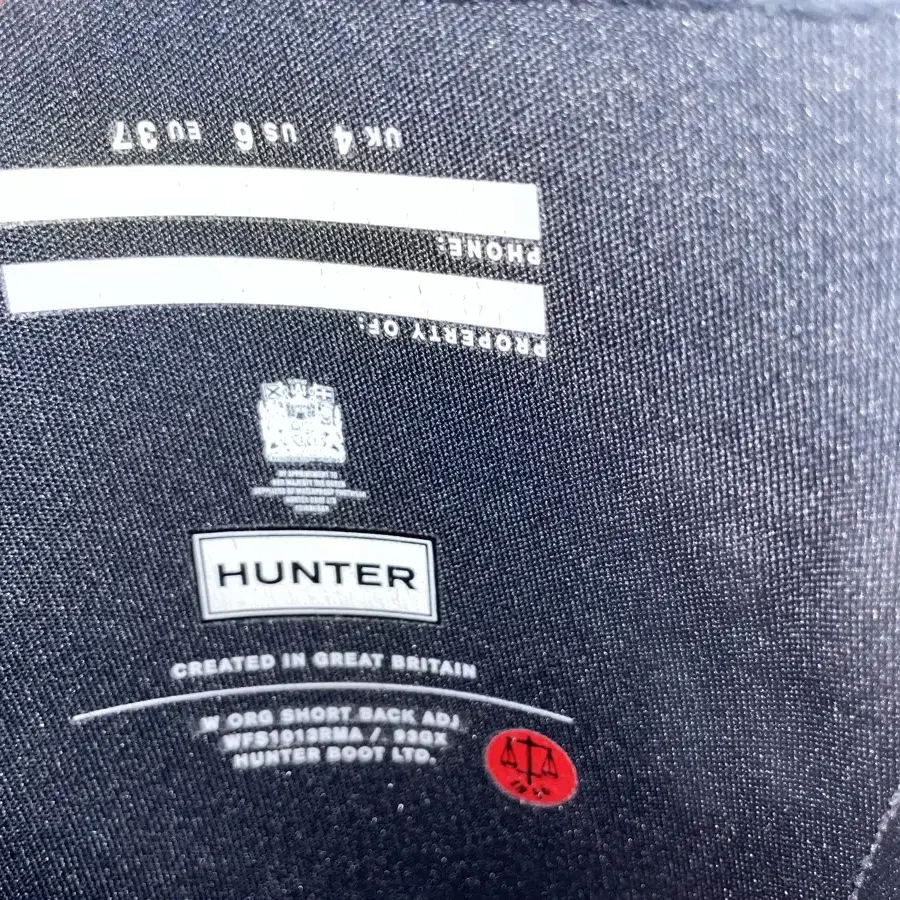 UK 4 US 6 EU 37
PHONE:
PROPERTY OF:
HUNTER
CREATED IN GREAT BRITAIN
W ORG SHORT BACK ADJ
WFS1013RMA /
HUNTER BOOT LTD.